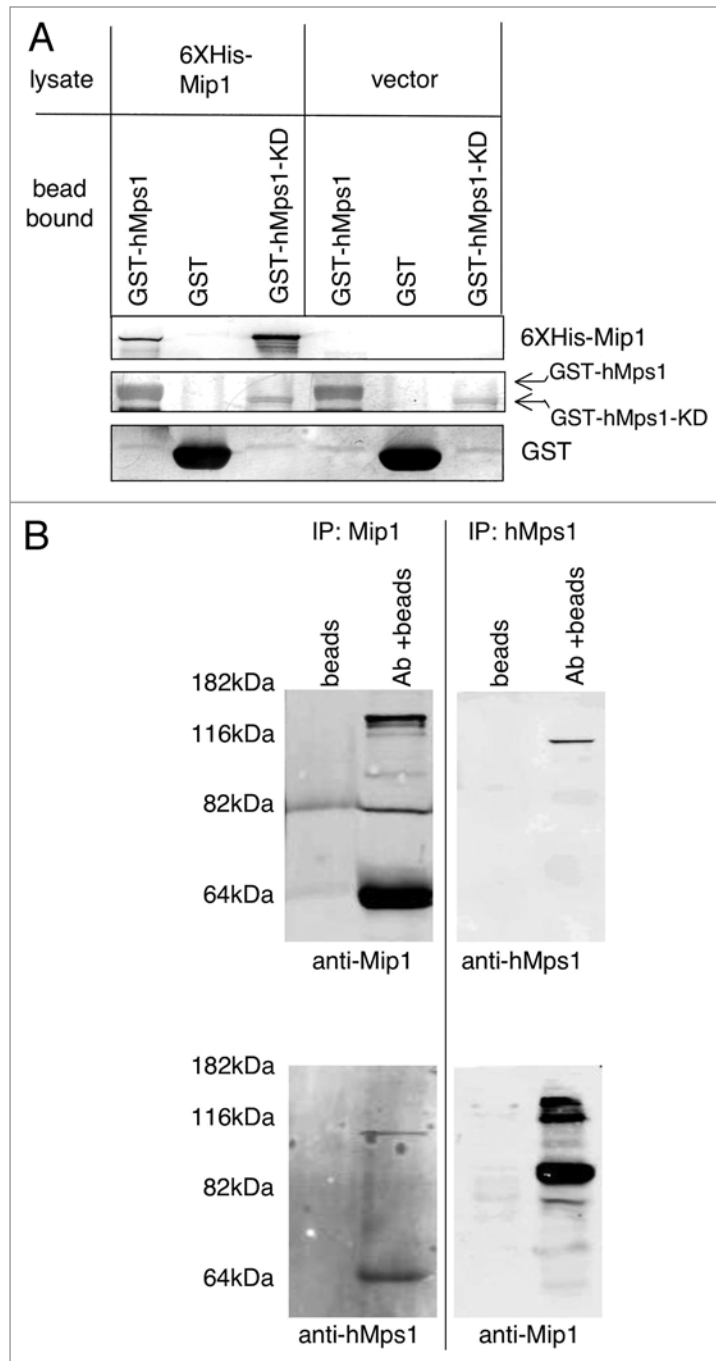 A
lysate
6XHis-
Mip1
vector
bead
bound
GST-hMps1
GST
GST-hMps1-KD
GST-hMps1
GST
GST-hMps1-KD
6XHis-Mip1
GST-hMps1
GST-hMps1-KD
GST
B
IP: Mip1
IP: hMps1
beads
Ab +beads
beads
Ab +beads
182kDa
116kDa
82kDa
64kDa
anti-Mip1
anti-hMps1
182kDa
116kDa
82kDa
64kDa
anti-hMps1
anti-Mip1